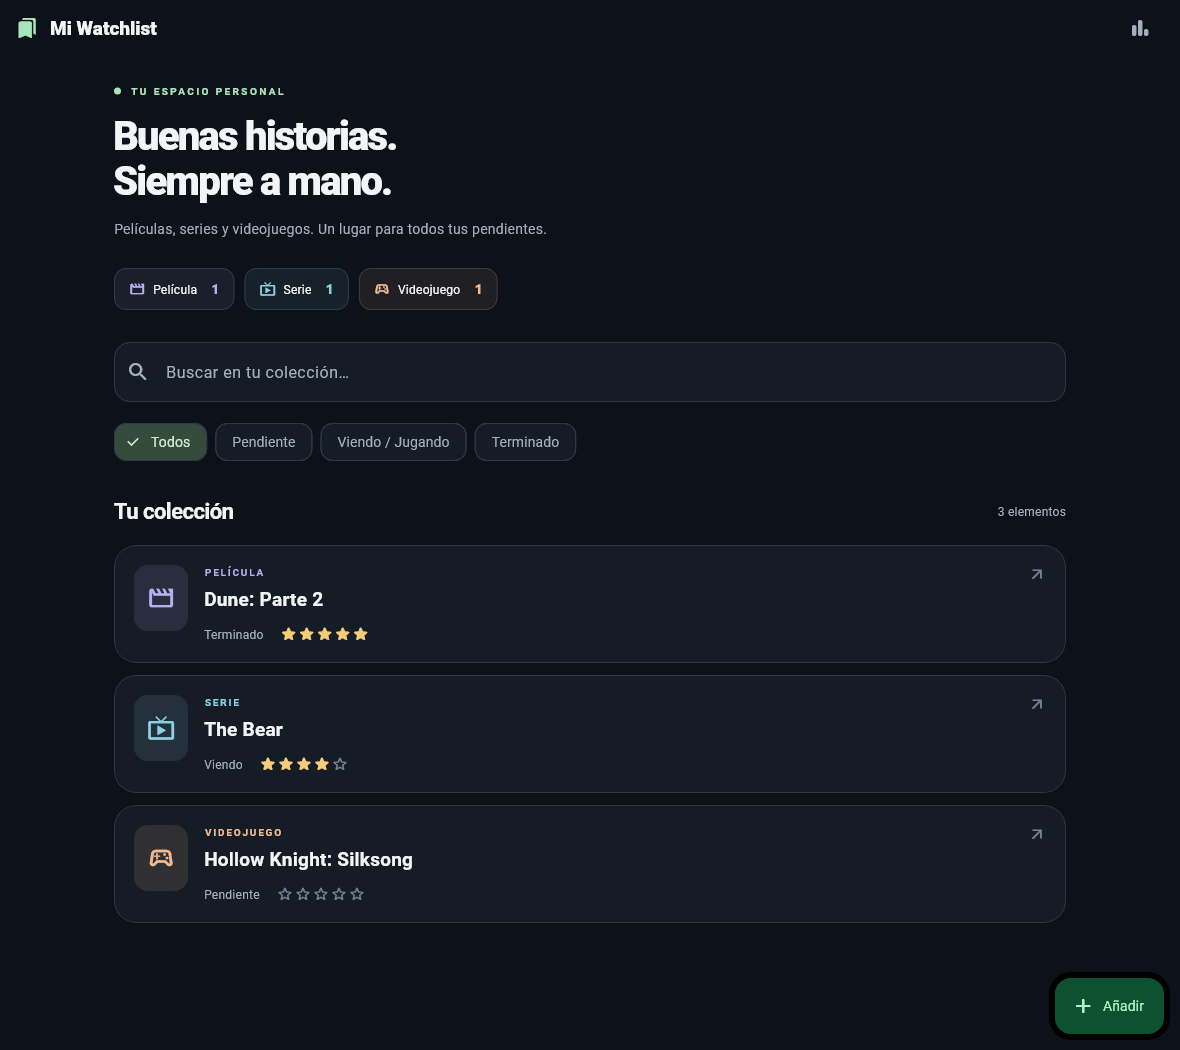 Mi Watchlist
TU ESPACIO PERSONAL
Buenas historias.
Siempre a mano.
Películas, series y videojuegos. Un lugar para todos tus pendientes.
Película 1 Serie 1 Videojuego 1
Buscar en tu colección…
Todos Pendiente Viendo / Jugando Terminado
Tu colección 3 elementos
PELÍCULA
Dune: Parte 2
Terminado
SERIE
The Bear
Viendo
VIDEOJUEGO
Hollow Knight: Silksong
Pendiente
Añadir